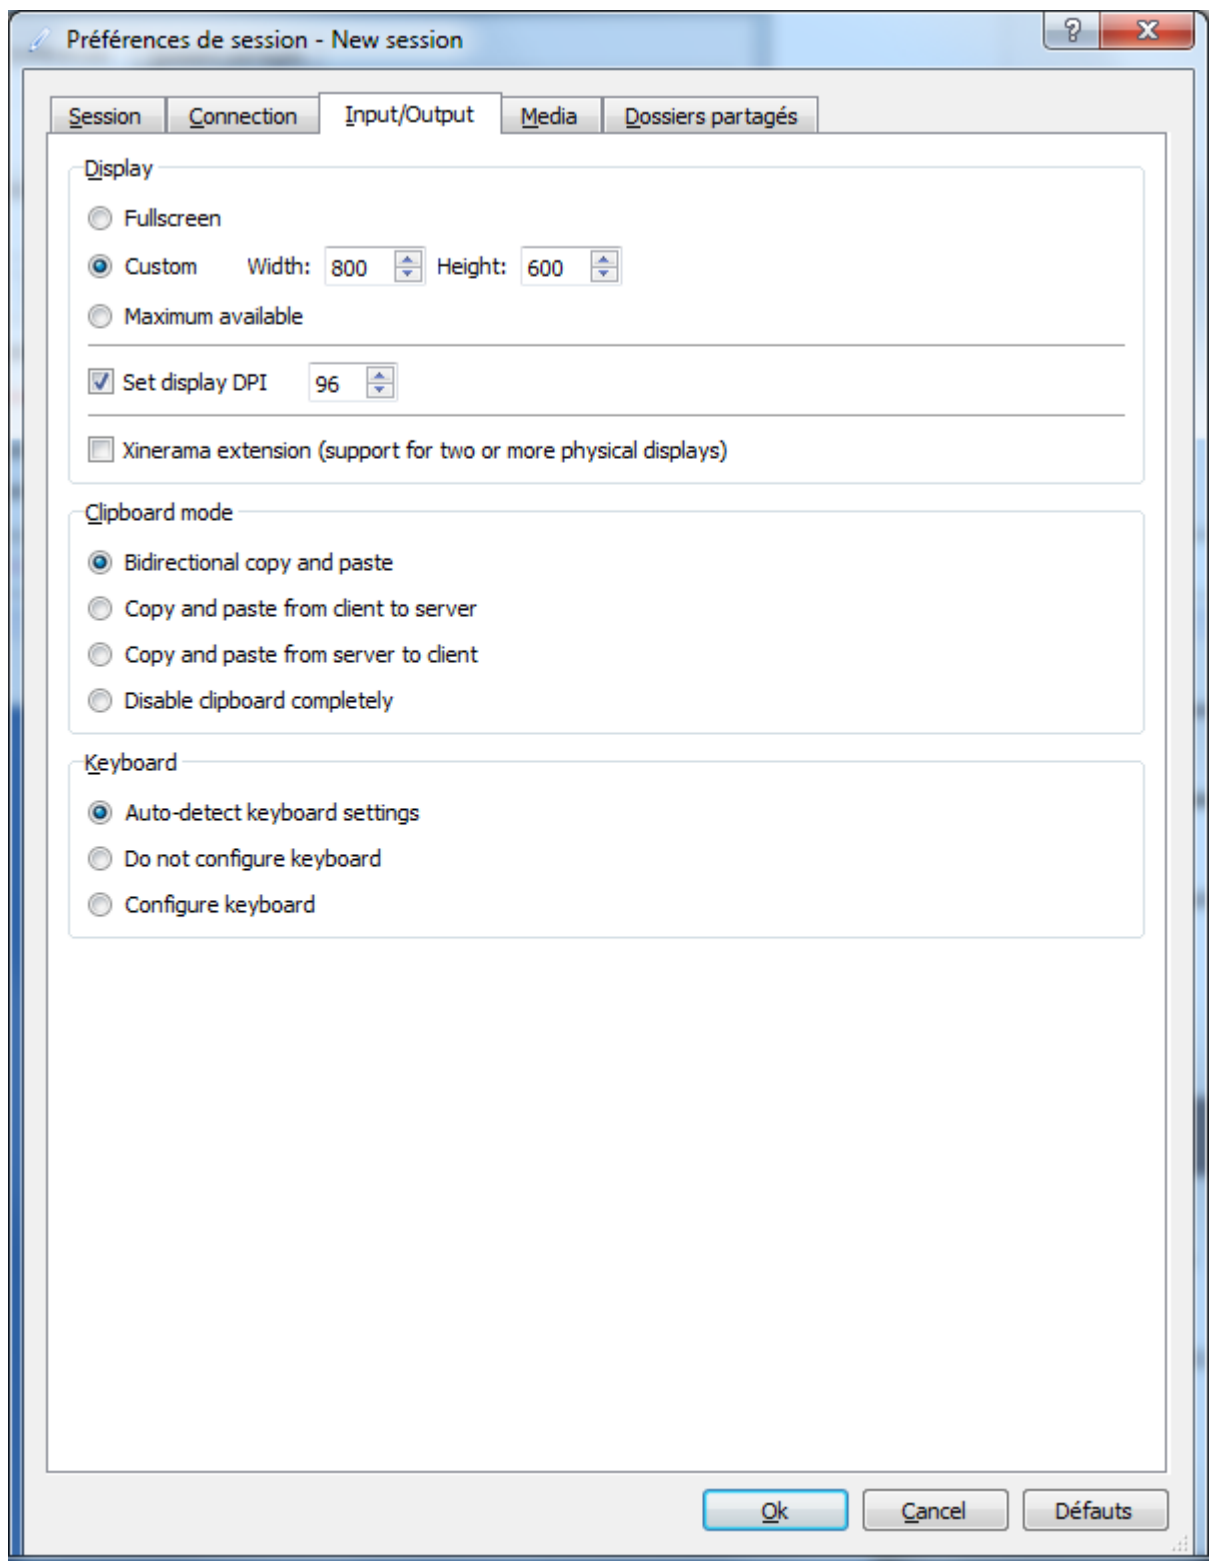 Préférences de session - New session
? x
Session Connection Input/Output Media Dossiers partagés
Display
Fullscreen
Custom Width: 800 Height: 600
Maximum available
Set display DPI 96
Xinerama extension (support for two or more physical displays)
Clipboard mode
Bidirectional copy and paste
Copy and paste from client to server
Copy and paste from server to client
Disable clipboard completely
Keyboard
Auto-detect keyboard settings
Do not configure keyboard
Configure keyboard
Ok Cancel Défauts